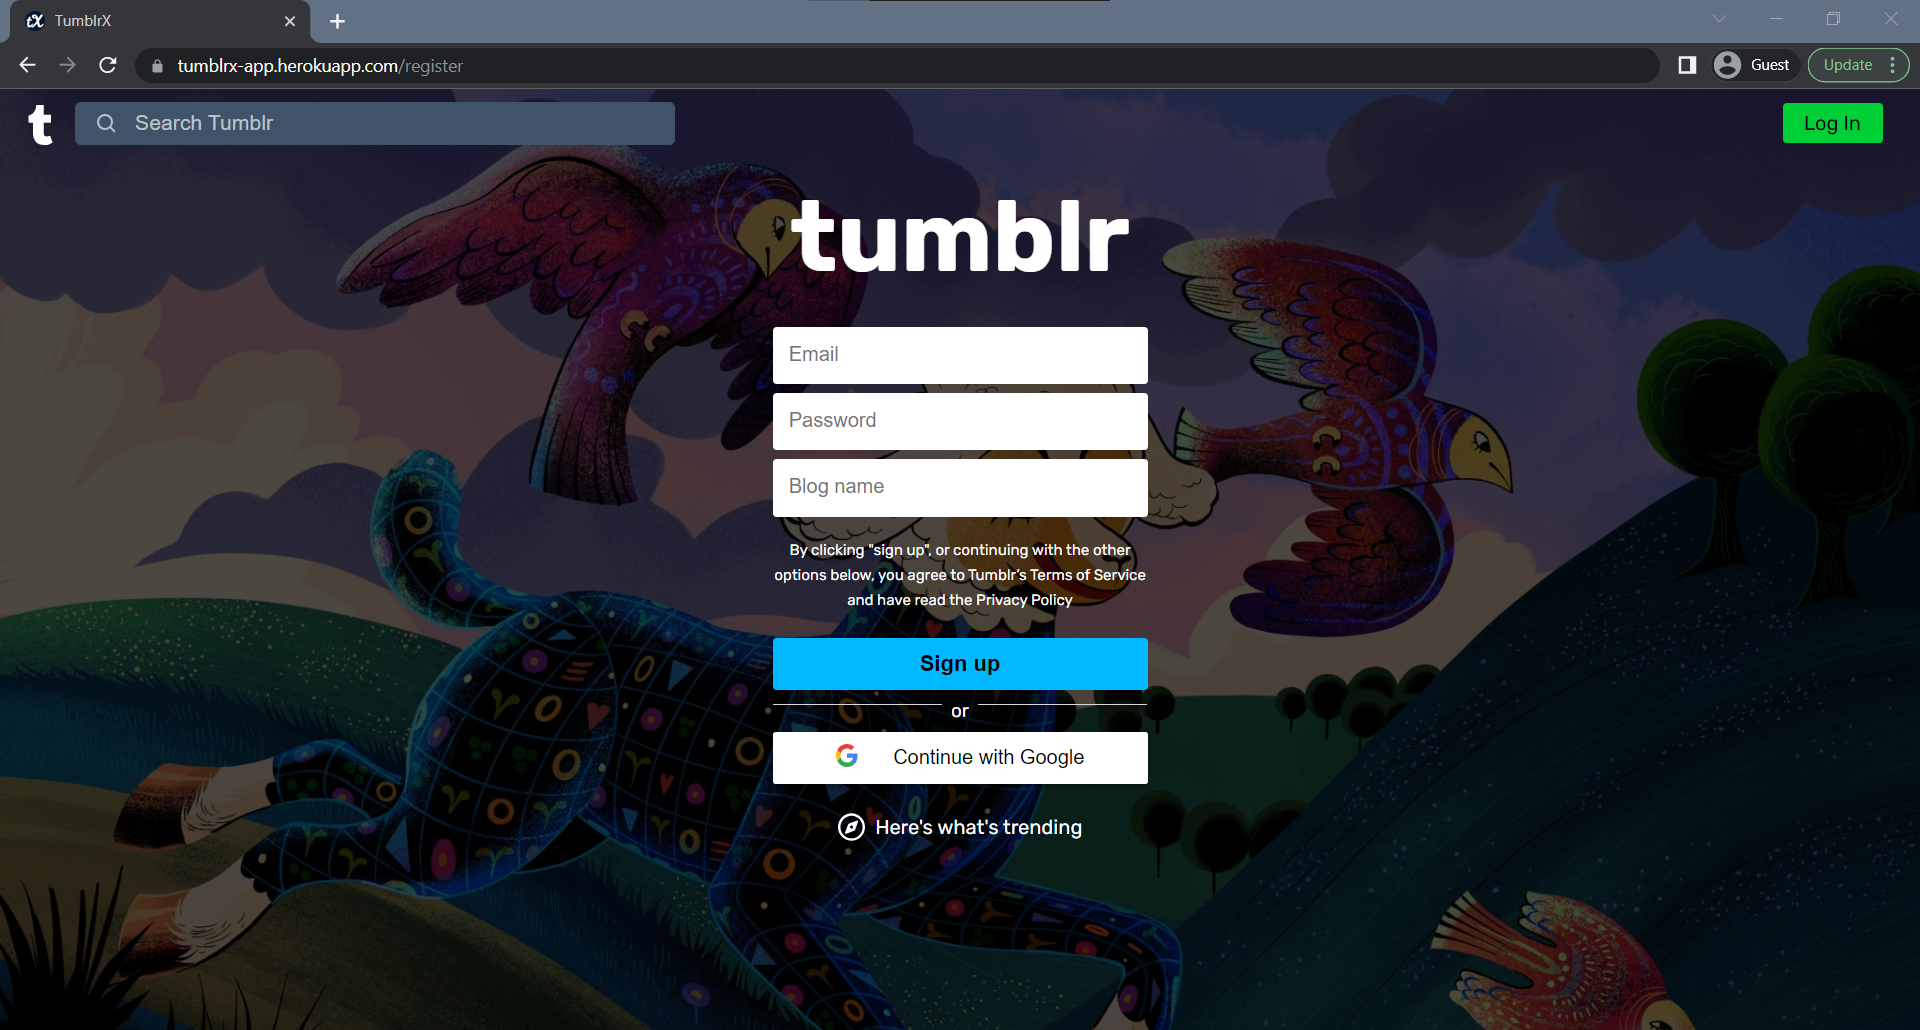 tX TumblrX
tumblrx-app.herokuapp.com/register
Guest
Update
t
Search Tumblr
Log In
tumblr
Email
Password
Blog name
By clicking "sign up", or continuing with the other
options below, you agree to Tumblr's Terms of Service
and have read the Privacy Policy
Sign up
or
G Continue with Google
Here's what's trending